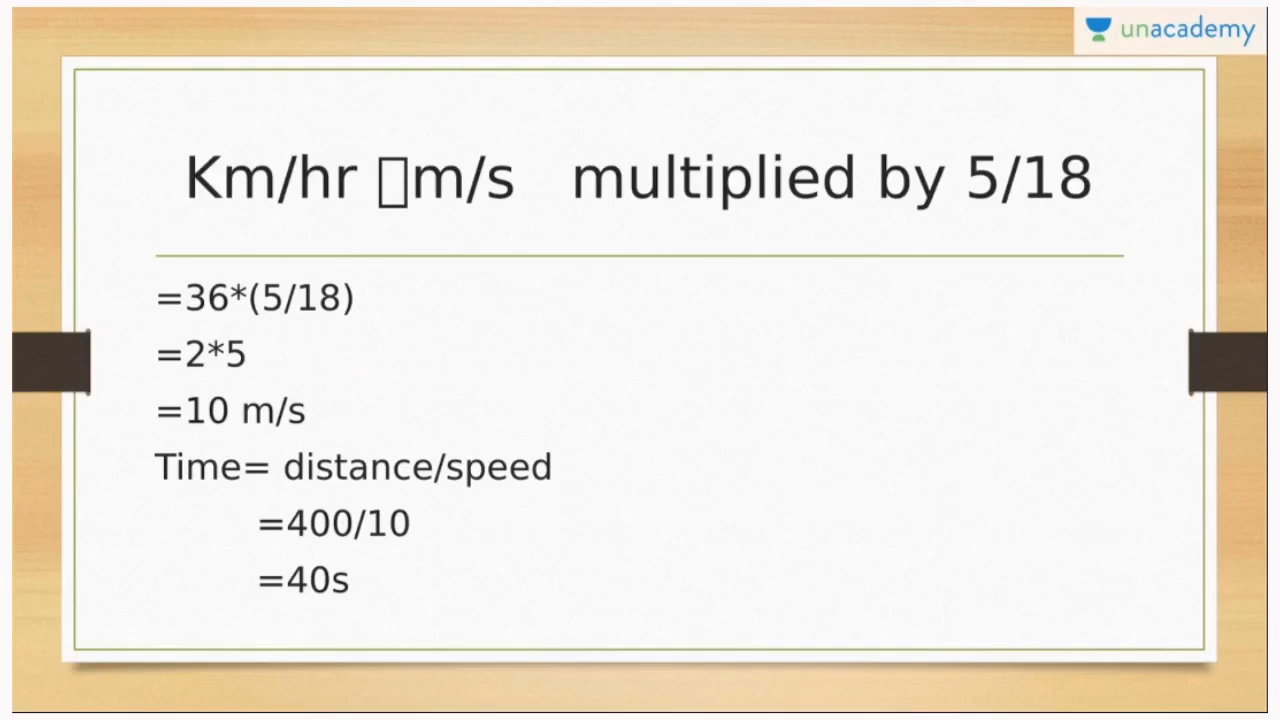 unacademy
Km/hr m/s multiplied by 5/18
=36*(5/18)
=2*5
=10 m/s
Time= distance/speed
=400/10
=40s